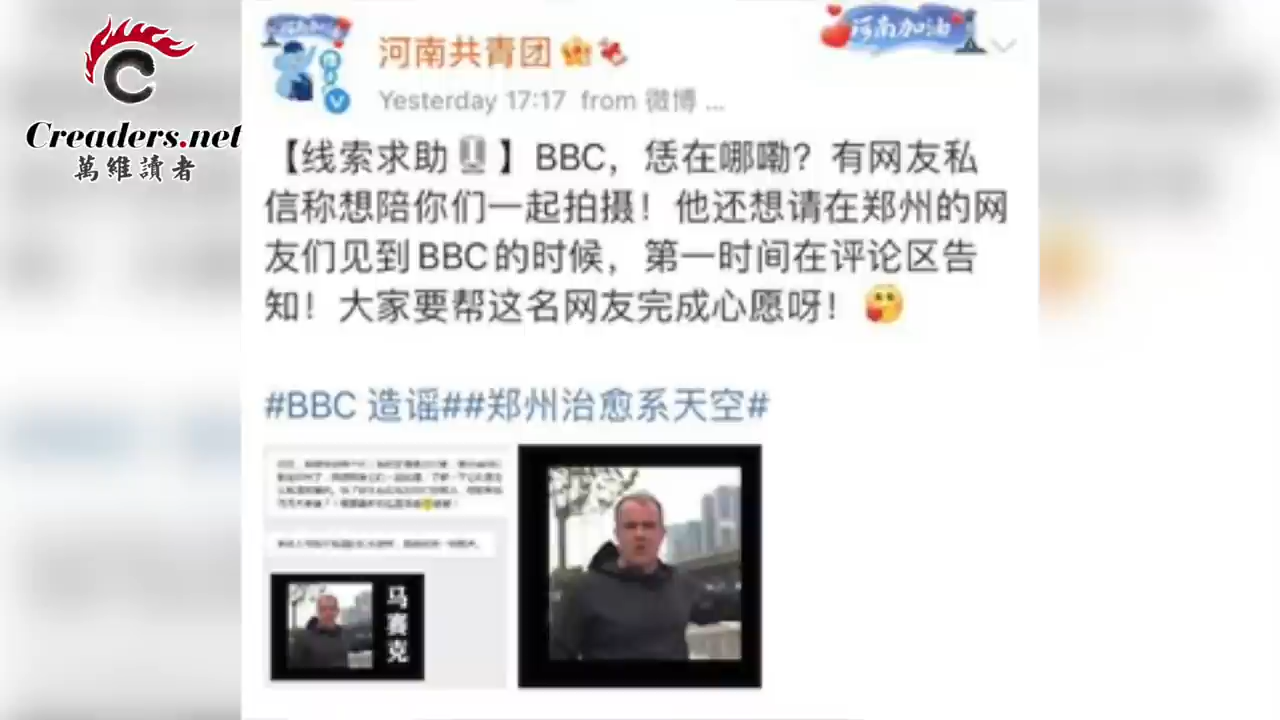 Creaders.net
萬維讀者
河南共青团
河南加油
Yesterday 17:17 from 微博 ...
【线索求助】BBC，恁在哪嘞？有网友私
信称想陪你们一起拍摄！他还想请在郑州的网
友们见到BBC的时候，第一时间在评论区告
知！大家要帮这名网友完成心愿呀！
#BBC 造谣##郑州治愈系天空#
马赛克